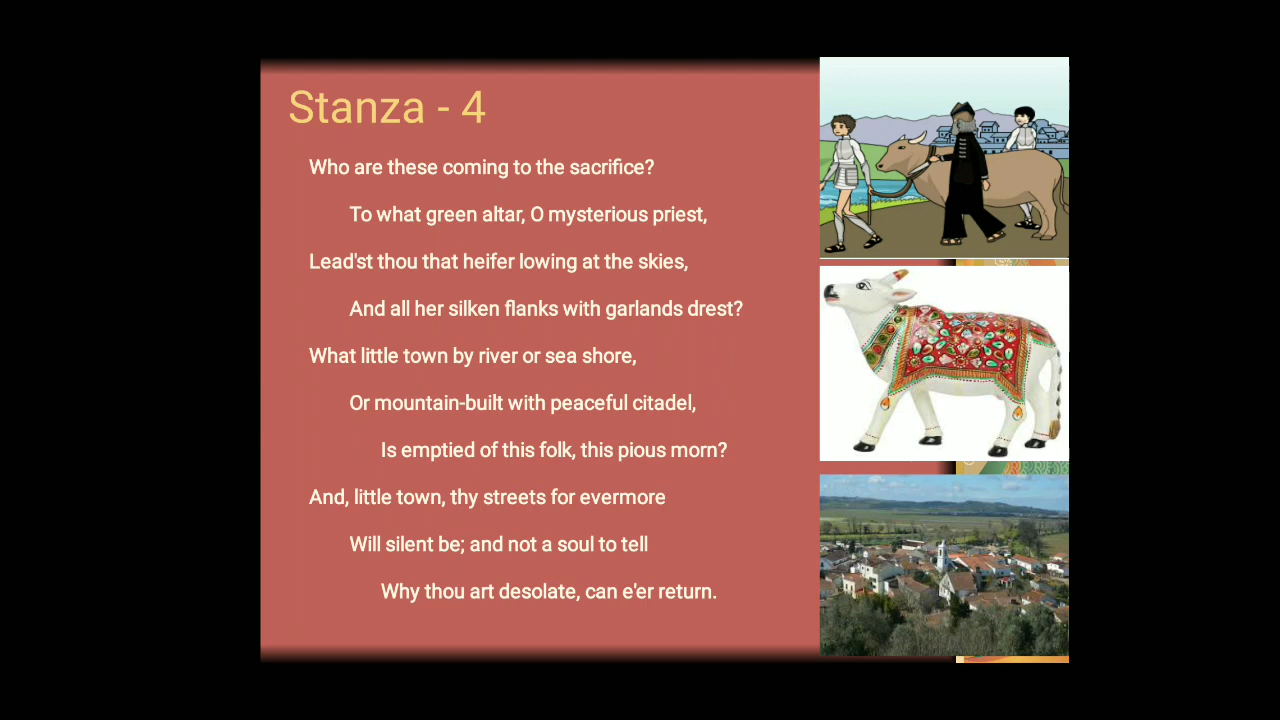 Stanza - 4
Who are these coming to the sacrifice?
To what green altar, O mysterious priest,
Lead'st thou that heifer lowing at the skies,
And all her silken flanks with garlands drest?
What little town by river or sea shore,
Or mountain-built with peaceful citadel,
Is emptied of this folk, this pious morn?
And, little town, thy streets for evermore
Will silent be; and not a soul to tell
Why thou art desolate, can e'er return.